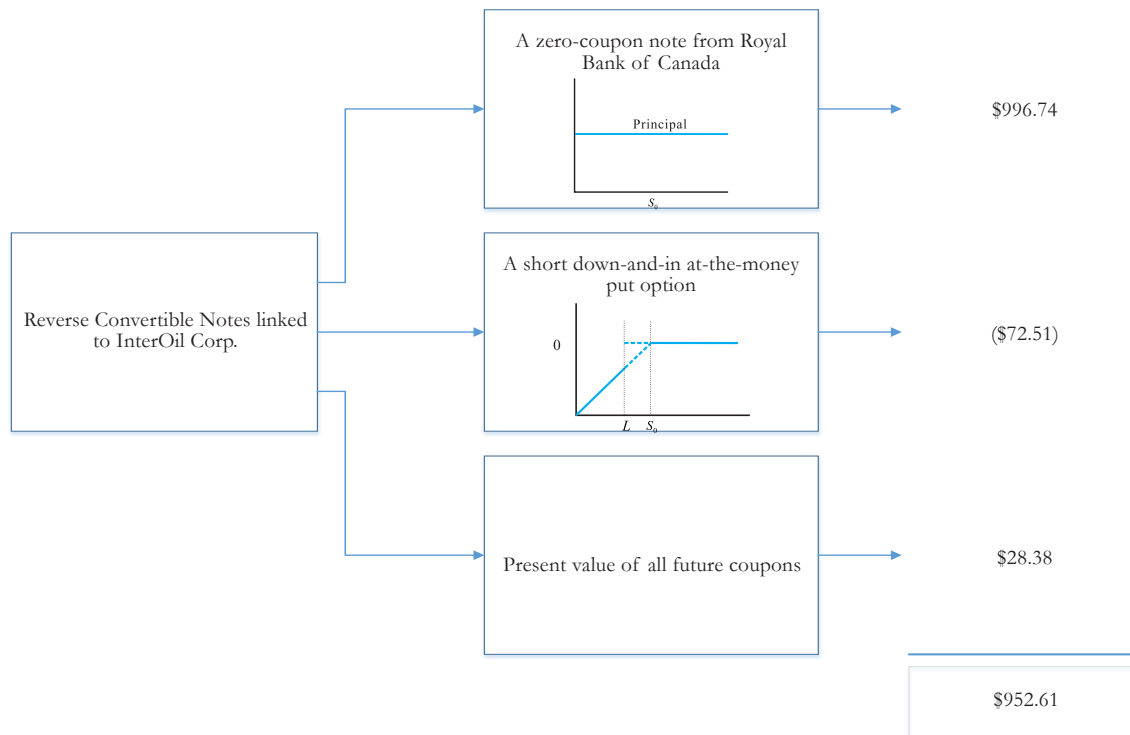 A zero-coupon note from Royal
Bank of Canada
Principal
S₀
$996.74
Reverse Convertible Notes linked
to InterOil Corp.
A short down-and-in at-the-money
put option
0
L
S₀
($72.51)
Present value of all future coupons
$28.38
$952.61